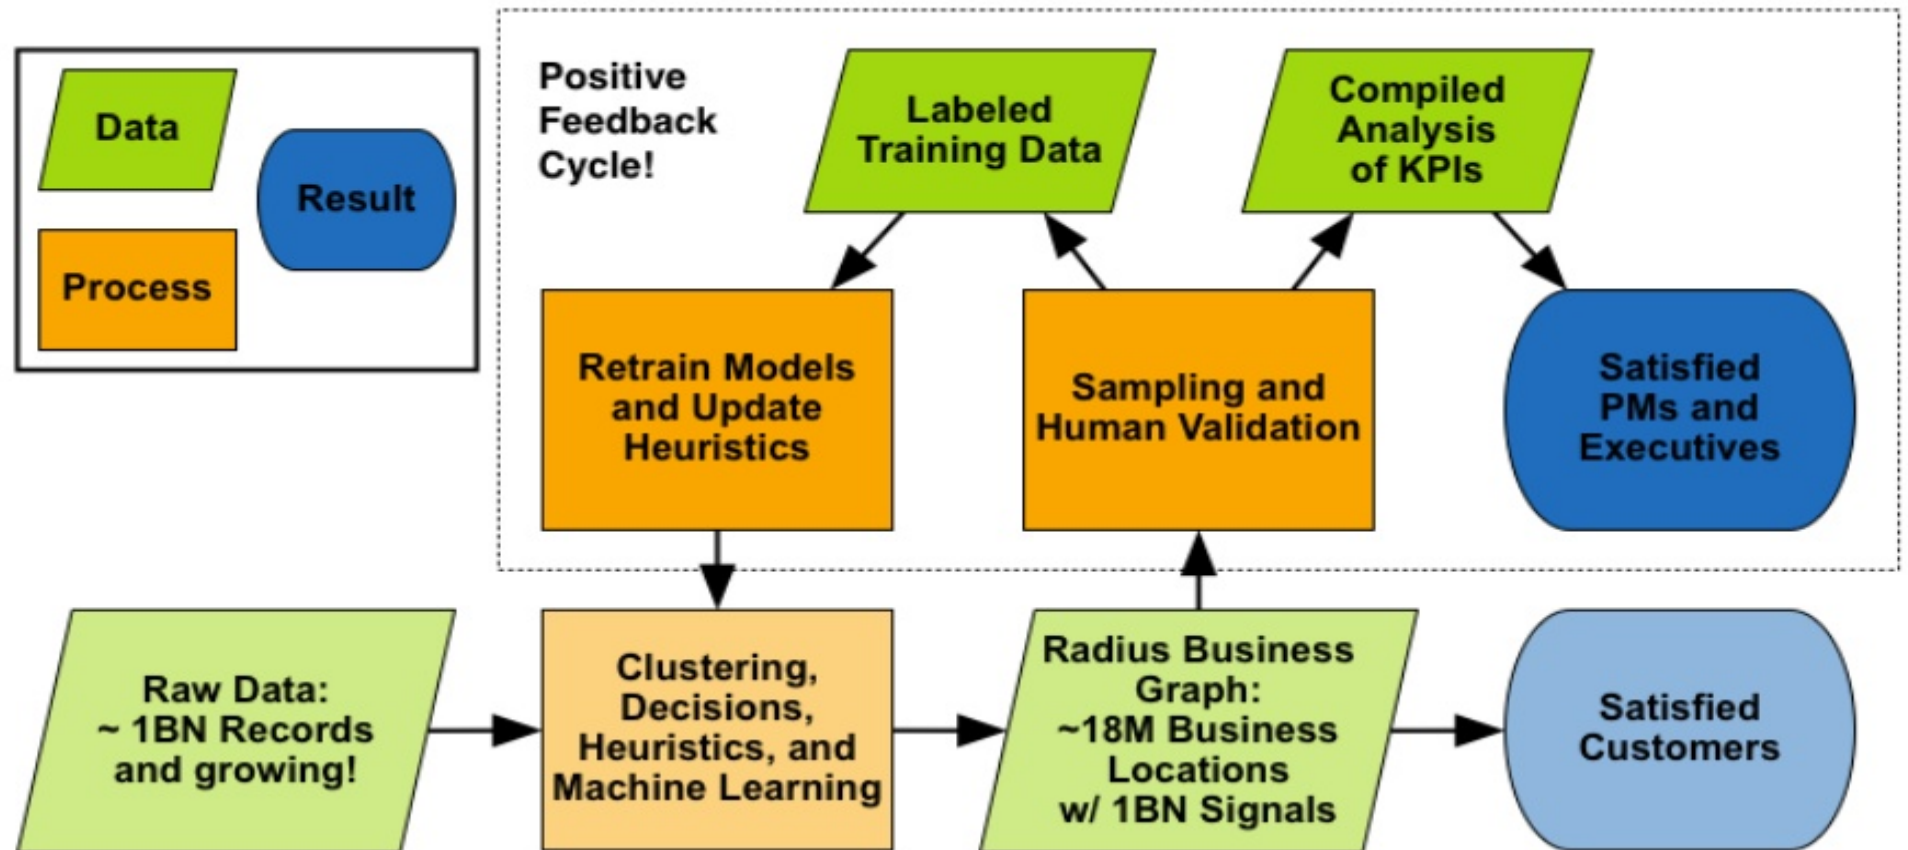 Data
Result
Process
Positive
Feedback
Cycle!
Labeled
Training Data
Compiled
Analysis
of KPIs
Retrain Models
and Update
Heuristics
Sampling and
Human Validation
Satisfied
PMs and
Executives
Raw Data:
~ 1BN Records
and growing!
Clustering,
Decisions,
Heuristics, and
Machine Learning
Radius Business
Graph:
~18M Business
Locations
w/ 1BN Signals
Satisfied
Customers